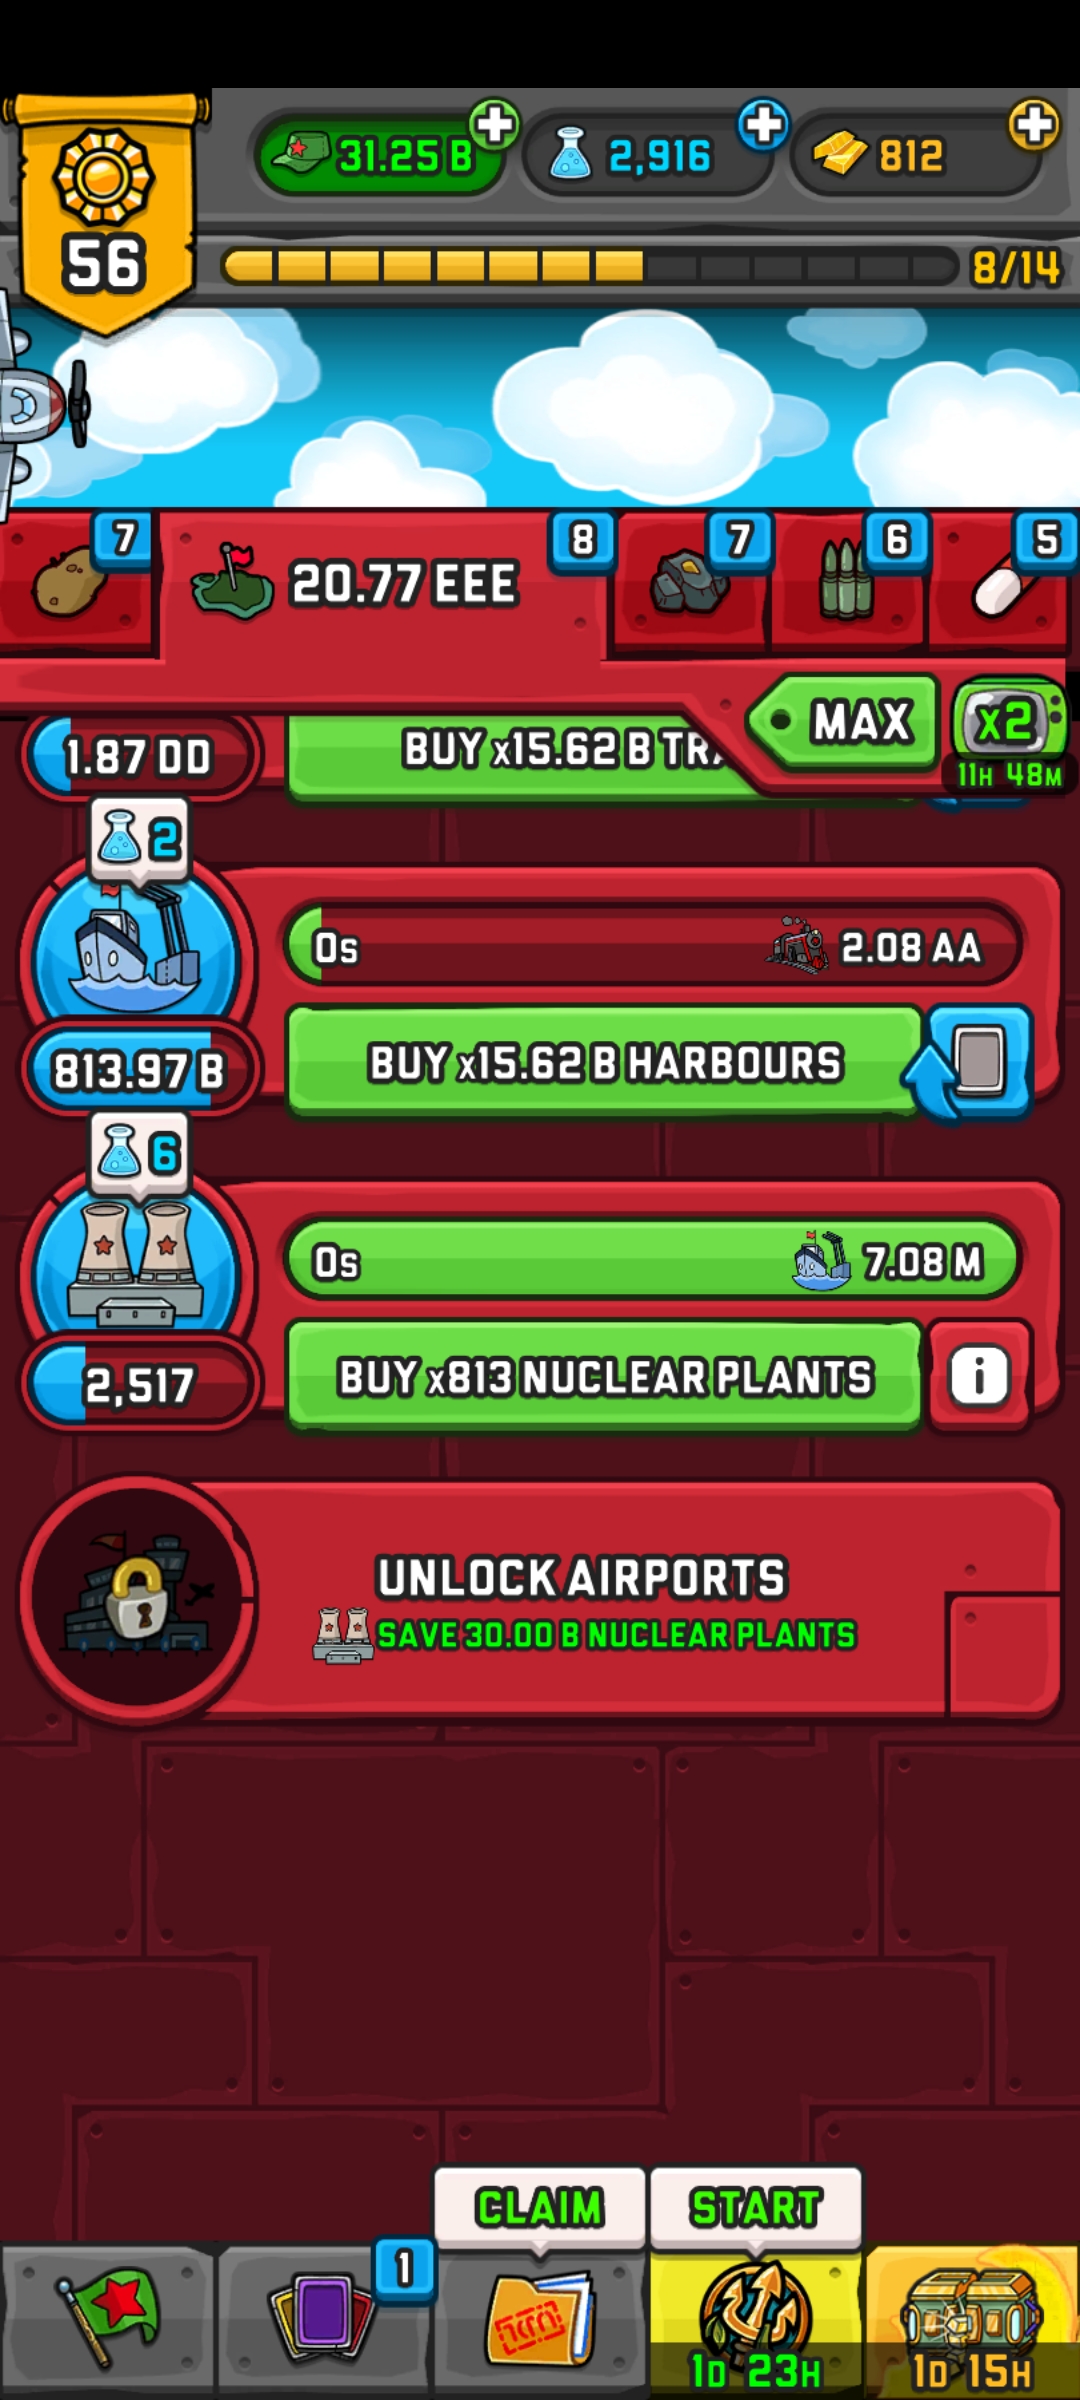 31.25 B
2,916
812
56
8/14
7
20.77 EEE
8
7
6
5
MAX
x2
11H 48M
1.87 DD
BUY x15.62 B TRA
2
0s
2.08 AA
813.97 B
BUY x15.62 B HARBOURS
6
0s
7.08 M
2,517
BUY x813 NUCLEAR PLANTS
i
UNLOCK AIRPORTS
SAVE 30.00 B NUCLEAR PLANTS
CLAIM
START
1
1D 23H
1D 15H